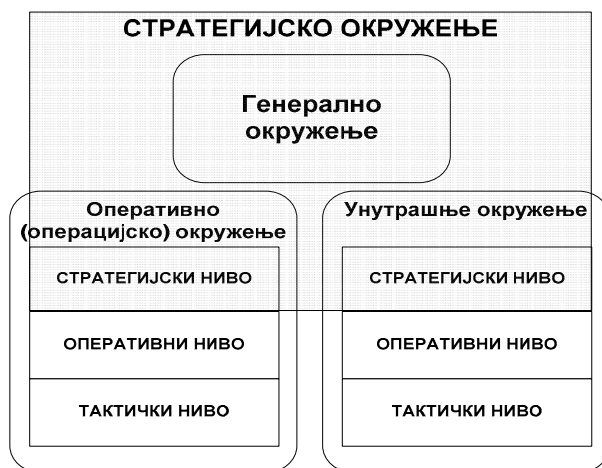 СТРАТЕГИЈСКО ОКРУЖЕЊЕ
Генерално
окружење
Оперативно
(операцијско) окружење
СТРАТЕГИЈСКИ НИВО
ОПЕРАТИВНИ НИВО
ТАКТИЧКИ НИВО
Унутрашње окружење
СТРАТЕГИЈСКИ НИВО
ОПЕРАТИВНИ НИВО
ТАКТИЧКИ НИВО